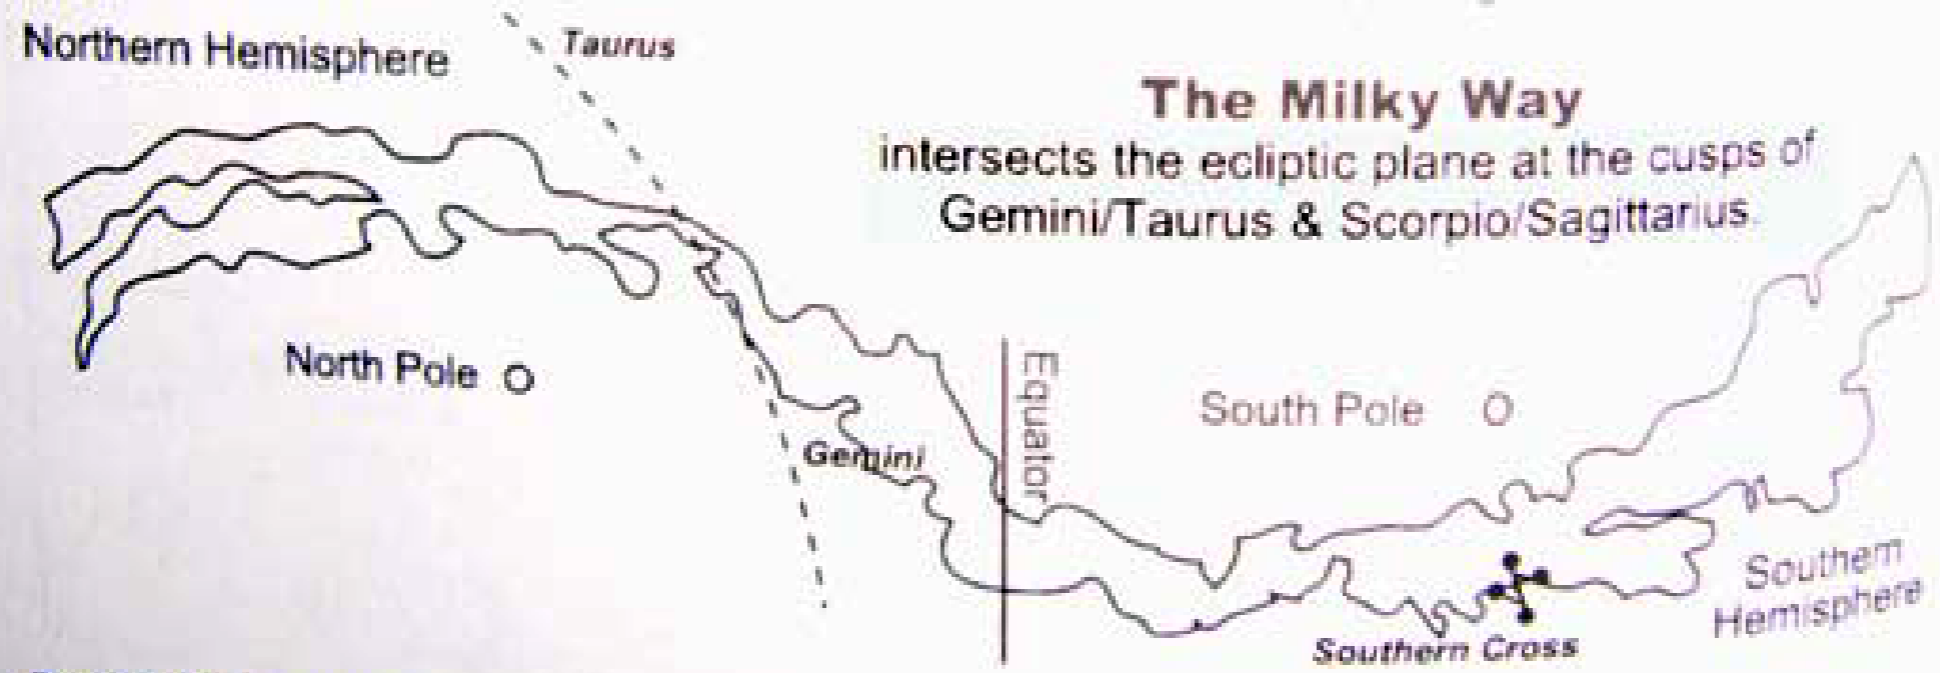 Northern Hemisphere
Taurus
The Milky Way
intersects the ecliptic plane at the cusps of
Gemini/Taurus & Scorpio/Sagittarius.
North Pole
Equator
South Pole
Gemini
Southern
Hemisphere
Southern Cross